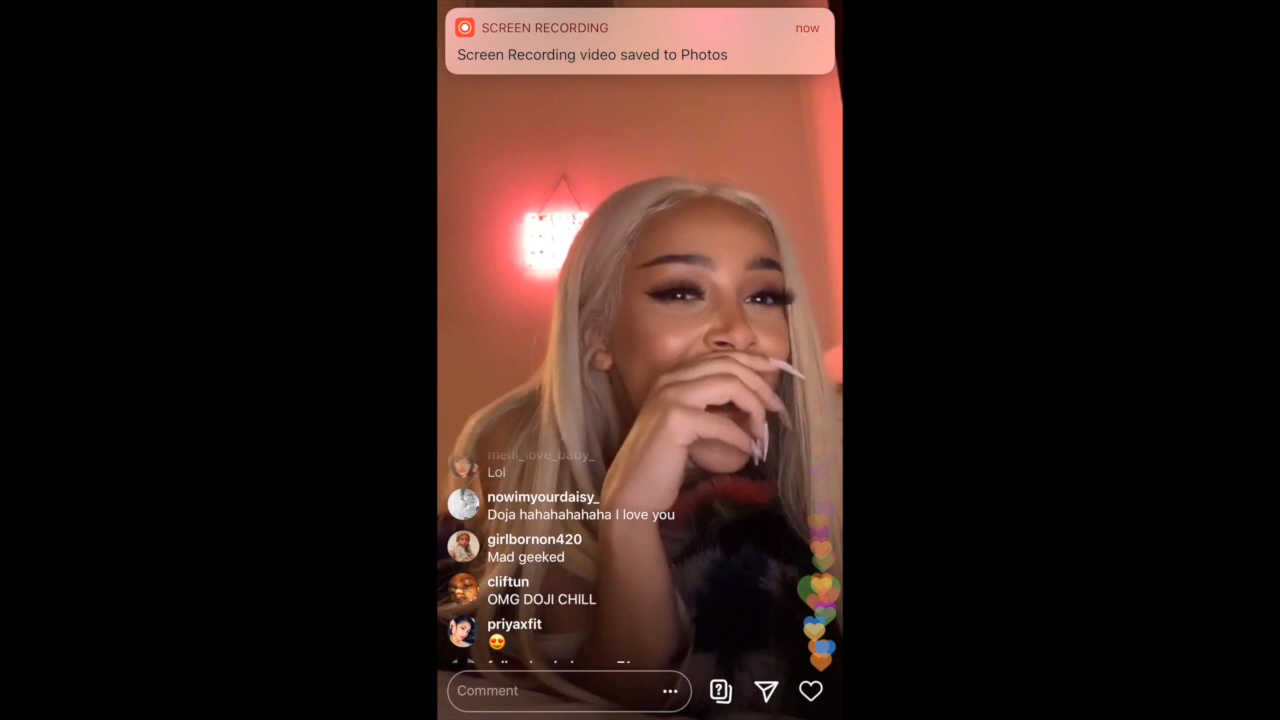 SCREEN RECORDING
now
Screen Recording video saved to Photos
melli_love_baby_
Lol
nowimyourdaisy_
Doja hahahahahaha I love you
girlbornon420
Mad geeked
cliftun
OMG DOJI CHILL
priyaxfit
😍
Comment
?